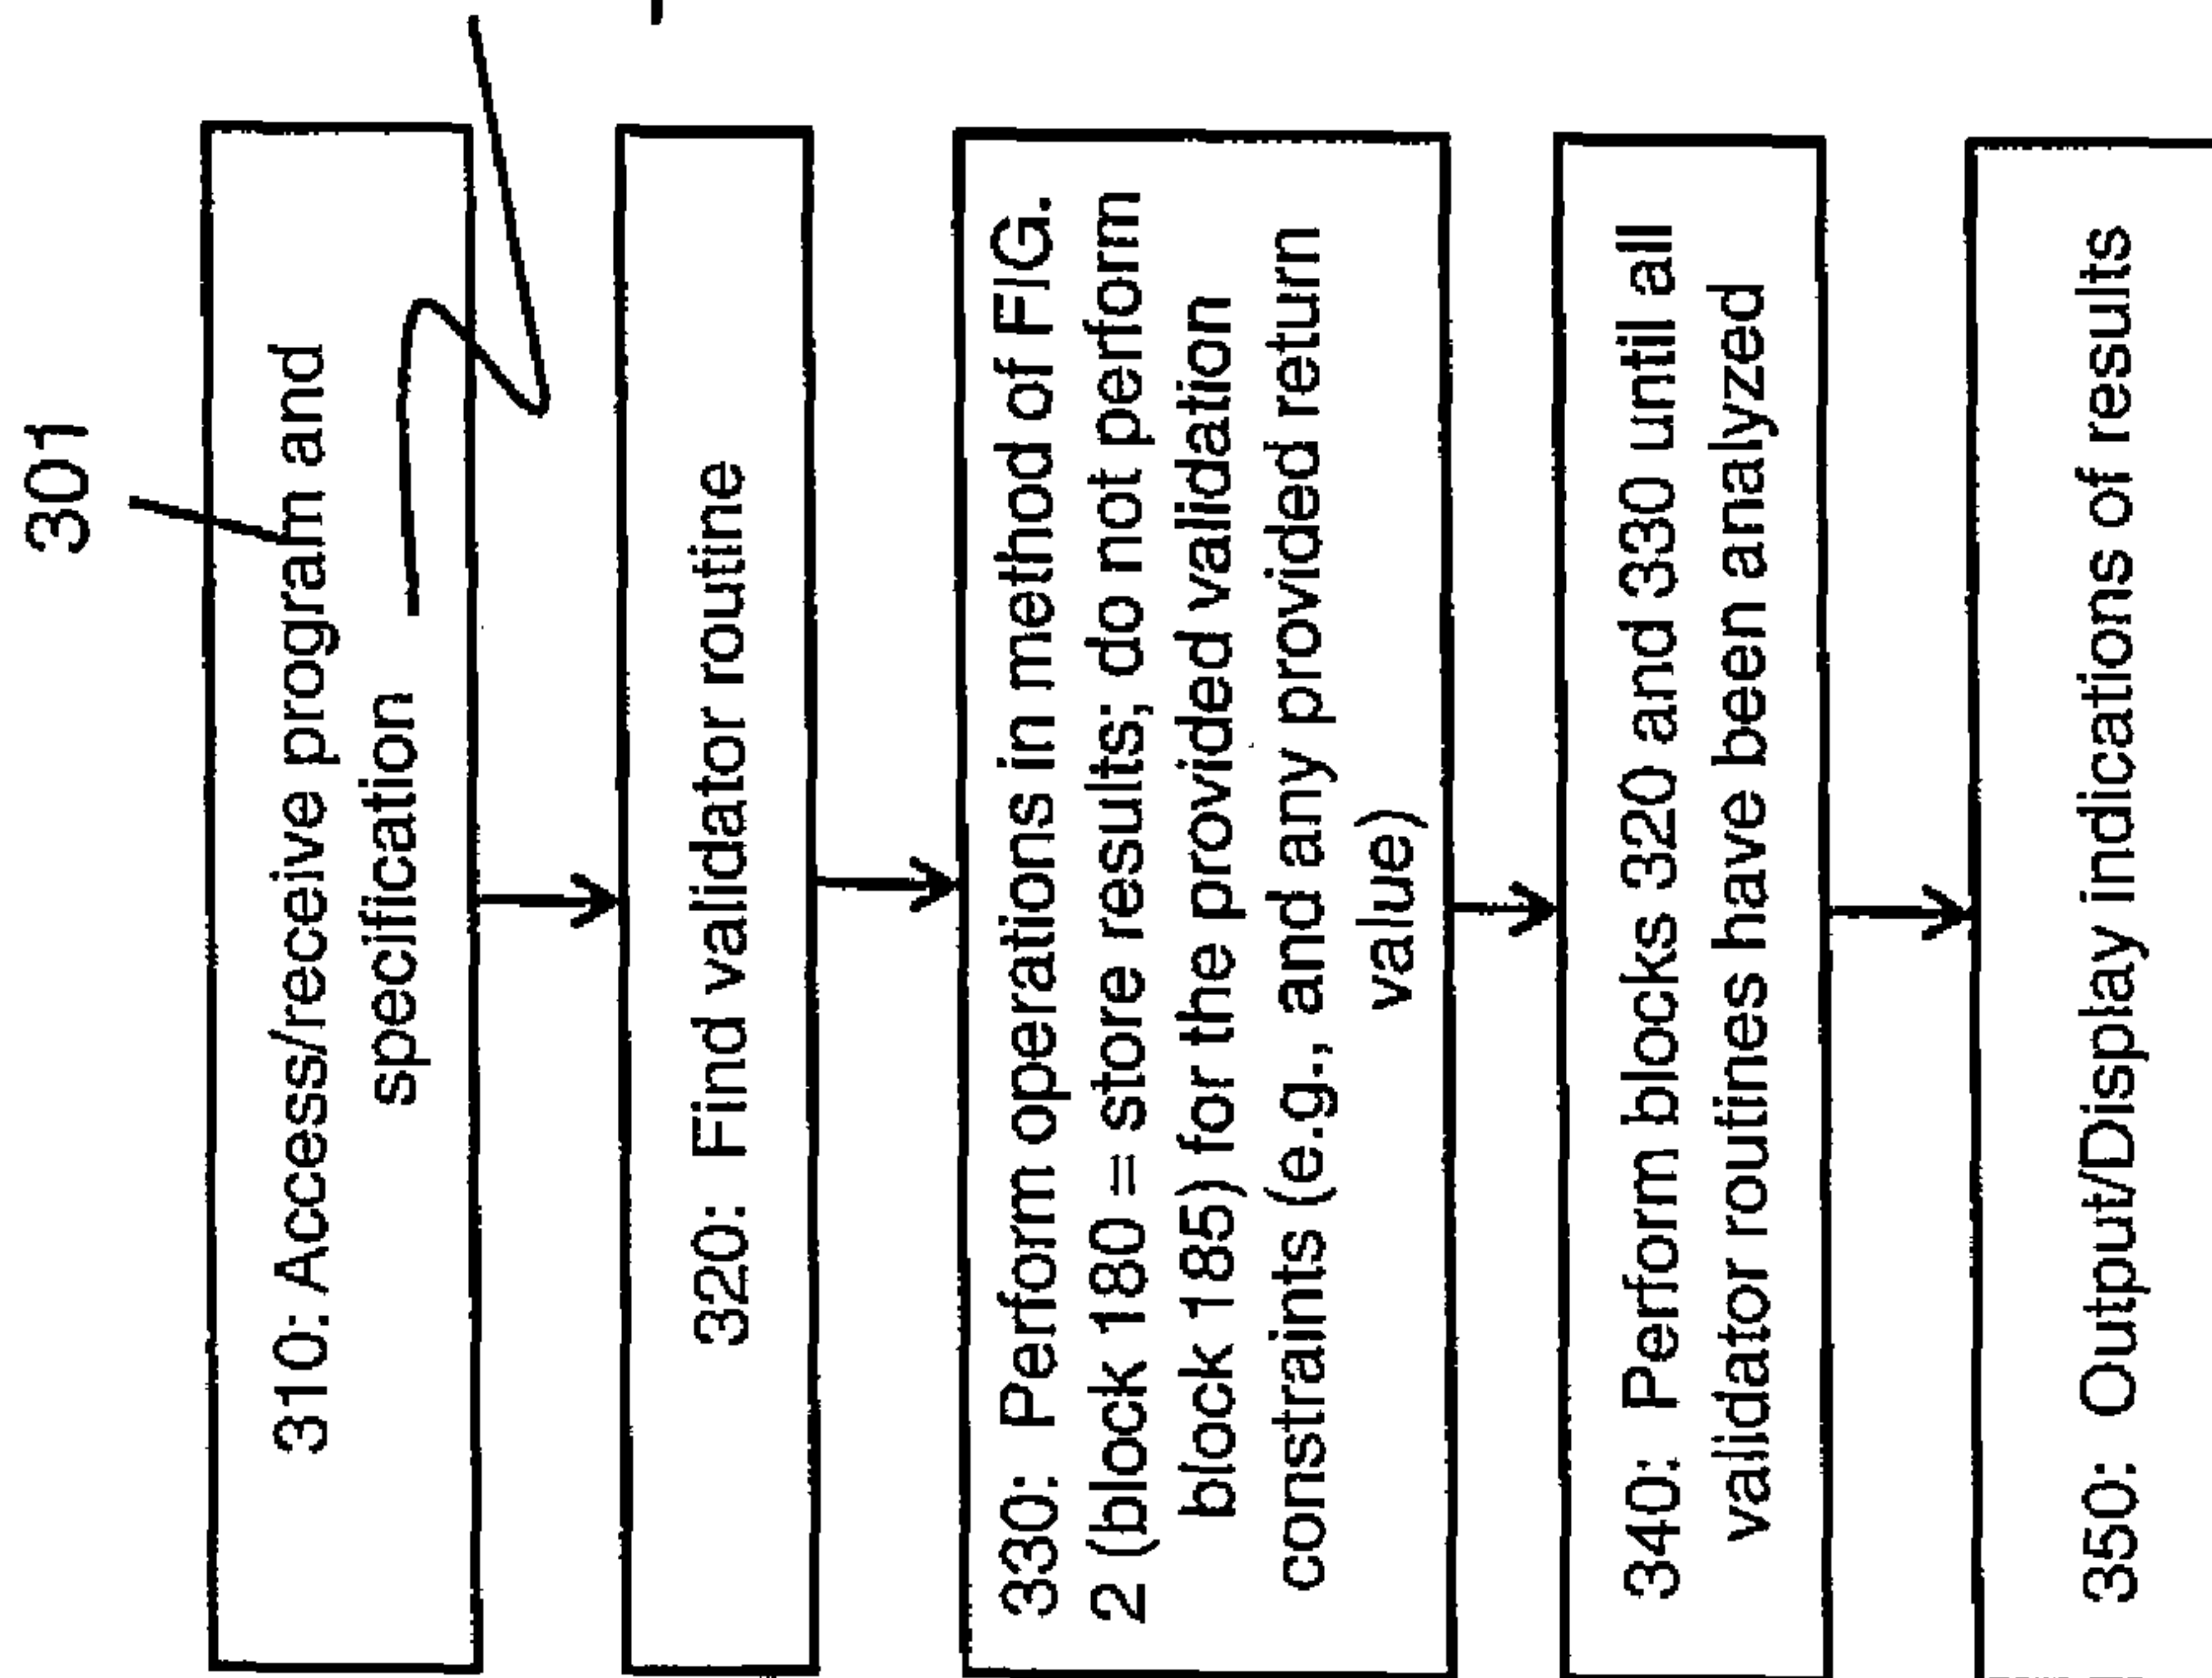 301
310: Access/receive program and
specification
320: Find validator routine
330: Perform operations in method of FIG.
2 (block 180 = store results; do not perform
block 185) for the provided validation
constraints (e.g., and any provided return
value)
340: Perform blocks 320 and 330 until all
validator routines have been analyzed
350: Output/Display indications of results